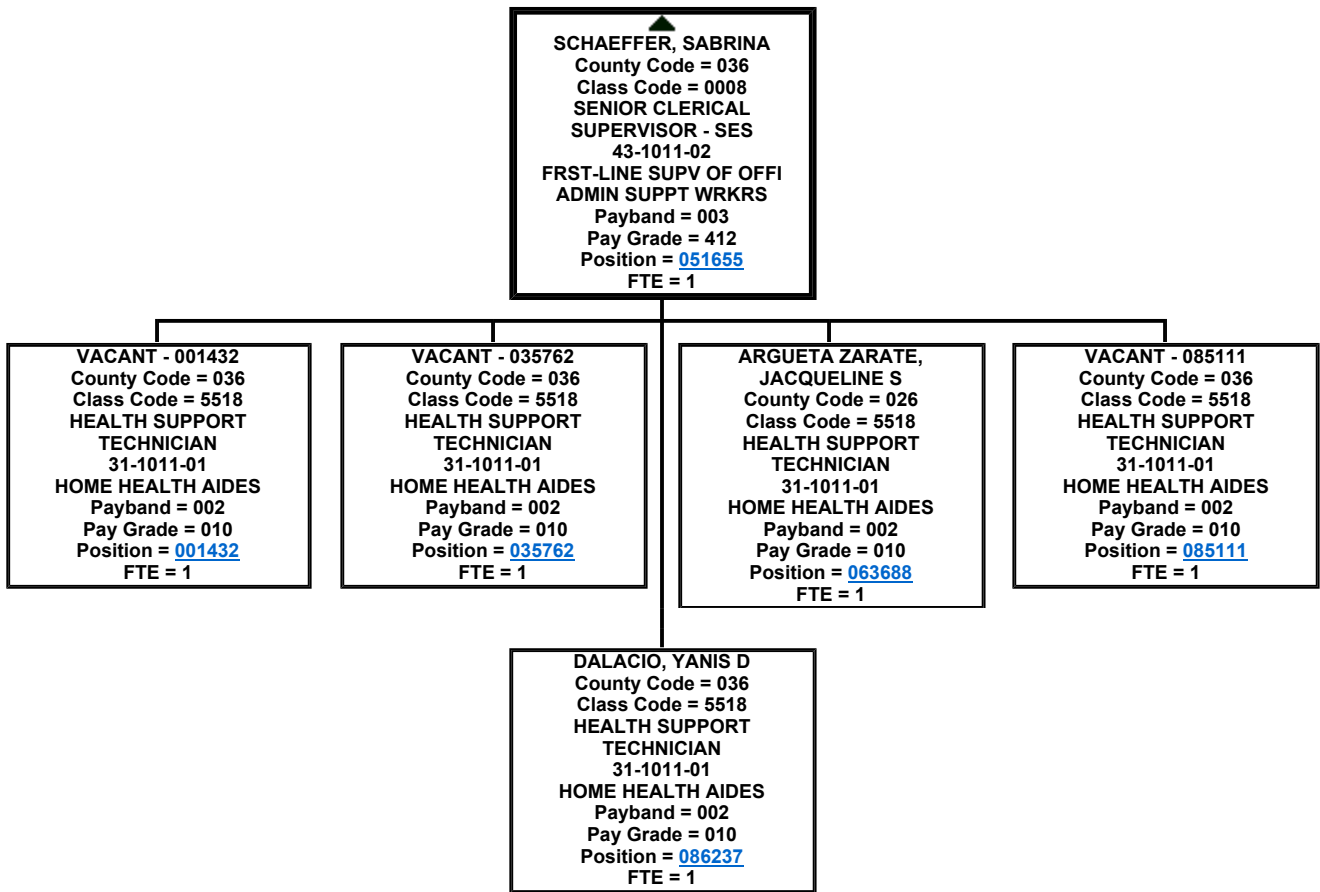 SCHAEFFER, SABRINA
County Code = 036
Class Code = 0008
SENIOR CLERICAL
SUPERVISOR - SES
43-1011-02
FRST-LINE SUPV OF OFFI
ADMIN SUPPT WRKRS
Payband = 003
Pay Grade = 412
Position = 051655
FTE = 1
VACANT - 001432
County Code = 036
Class Code = 5518
HEALTH SUPPORT
TECHNICIAN
31-1011-01
HOME HEALTH AIDES
Payband = 002
Pay Grade = 010
Position = 001432
FTE = 1
VACANT - 035762
County Code = 036
Class Code = 5518
HEALTH SUPPORT
TECHNICIAN
31-1011-01
HOME HEALTH AIDES
Payband = 002
Pay Grade = 010
Position = 035762
FTE = 1
ARGUETA ZARATE,
JACQUELINE S
County Code = 026
Class Code = 5518
HEALTH SUPPORT
TECHNICIAN
31-1011-01
HOME HEALTH AIDES
Payband = 002
Pay Grade = 010
Position = 063688
FTE = 1
VACANT - 085111
County Code = 036
Class Code = 5518
HEALTH SUPPORT
TECHNICIAN
31-1011-01
HOME HEALTH AIDES
Payband = 002
Pay Grade = 010
Position = 085111
FTE = 1
DALACIO, YANIS D
County Code = 036
Class Code = 5518
HEALTH SUPPORT
TECHNICIAN
31-1011-01
HOME HEALTH AIDES
Payband = 002
Pay Grade = 010
Position = 086237
FTE = 1